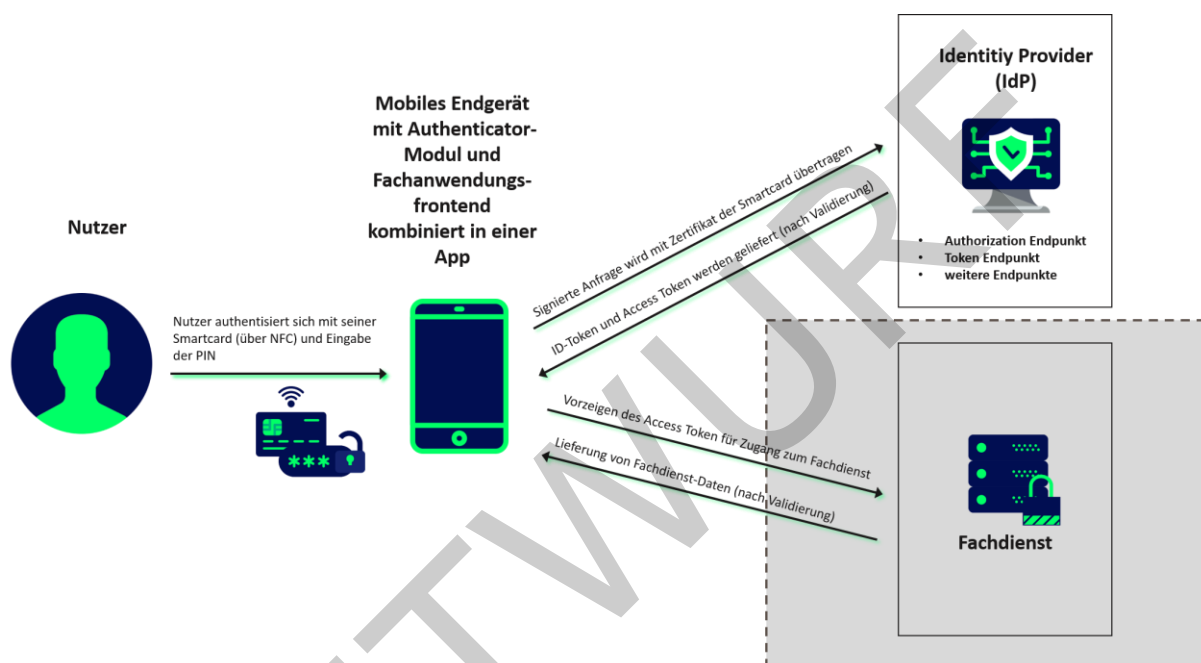 Identitiy Provider
(IdP)
Authorization Endpunkt
Token Endpunkt
weitere Endpunkte
Mobiles Endgerät
mit Authenticator-
Modul und
Fachanwendungs-
frontend
kombiniert in einer
App
Nutzer
Nutzer authentisiert sich mit seiner
Smartcard (über NFC) und Eingabe
der PIN
***
Signierte Anfrage wird mit Zertifikat der Smartcard übertragen
ID-Token und Access Token werden geliefert (nach Validierung)
Vorzeigen des Access Token für Zugang zum Fachdienst
Lieferung von Fachdienst-Daten (nach Validierung)
Fachdienst